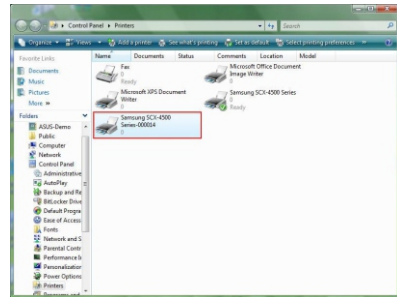 Control Panel Printers
Search
Organize Views Add a printer See what's printing Set as default Select printing preferences
Favorite Links
Documents
Music
Pictures
More »
Folders
ASUS-Demo
Public
Computer
Network
Control Panel
Administrative
AutoPlay
Backup and Re
BitLocker Drive
Default Progra
Ease of Access
Fonts
Network and S
Parental Contr
Performance
Personalization
Power Options
Printers
Name Documents Status Comments Location Model
Fax
0
Ready
Microsoft Office Document
Image Writer
0
Microsoft XPS Document
Writer
0
Samsung SCX-4500 Series
0
Ready
Samsung SCX-4500
Series-000014
0